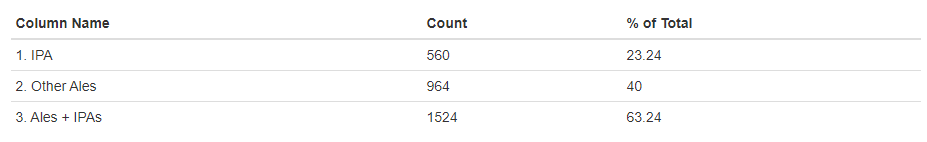 Column Name Count % of Total
1. IPA 560 23.24
2. Other Ales 964 40
3. Ales + IPAs 1524 63.24